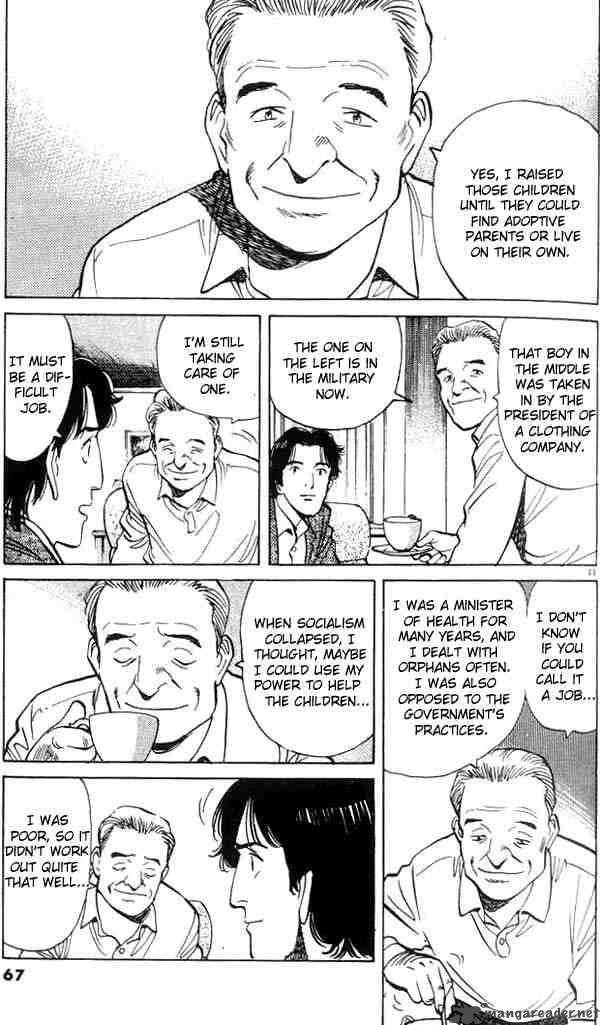 YES, I RAISED
THOSE CHILDREN
UNTIL THEY COULD
FIND ADOPTIVE
PARENTS OR LIVE
ON THEIR OWN.
THAT BOY IN
THE MIDDLE
WAS TAKEN
IN BY THE
PRESIDENT OF
A CLOTHING
COMPANY.
THE ONE ON
THE LEFT IS IN
THE MILITARY
NOW.
I'M STILL
TAKING
CARE OF
ONE.
IT MUST
BE A DIF-
FICULT
JOB.
I DON'T
KNOW
IF YOU
COULD
CALL IT
A JOB...
I WAS A MINISTER
OF HEALTH FOR
MANY YEARS, AND
I DEALT WITH
ORPHANS OFTEN.
I WAS ALSO
OPPOSED TO THE
GOVERNMENT'S
PRACTICES.
WHEN SOCIALISM
COLLAPSED, I
THOUGHT, MAYBE
I COULD USE MY
POWER TO HELP
THE CHILDREN...
I WAS
POOR, SO IT
DIDN'T WORK
OUT QUITE
THAT WELL...
67
mangareader.net